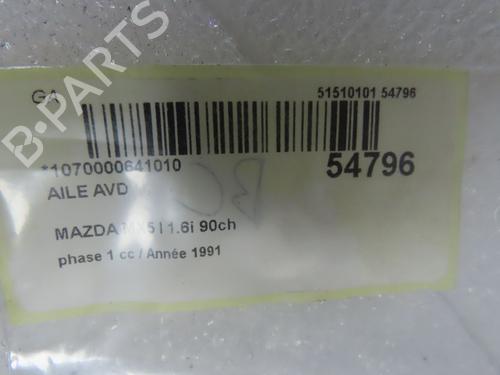 GA 51510101 54796
*1070000641010 54796
AILE AVD
MAZDA MX5 I 1.6i 90ch
phase 1 cc / Année 1991
B-PARTS